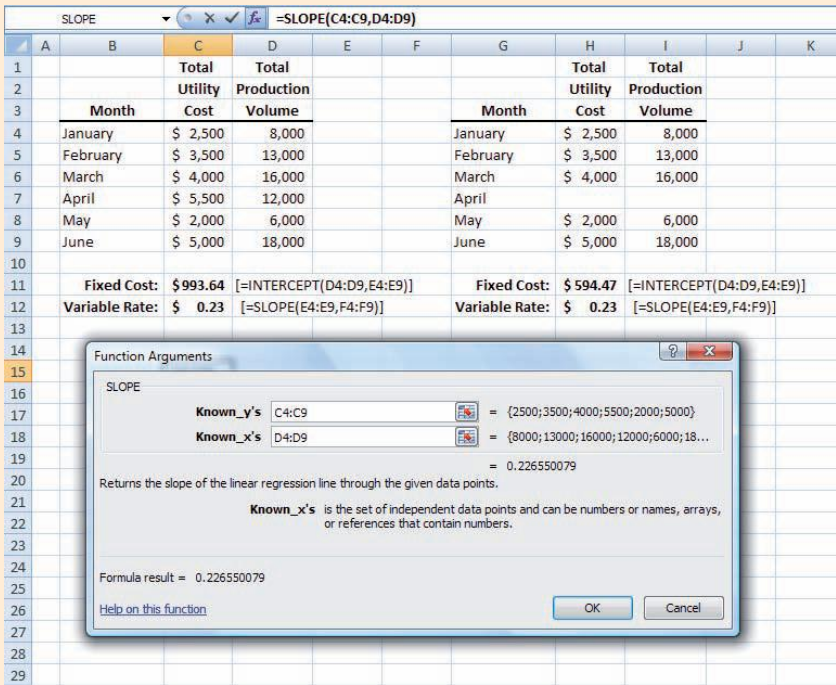 SLOPE =SLOPE(C4:C9,D4:D9)
A B C D E F G H I J K
1 Total Total Total Total
2 Utility Production Utility Production
3 Month Cost Volume Month Cost Volume
4 January $ 2,500 8,000 January $ 2,500 8,000
5 February $ 3,500 13,000 February $ 3,500 13,000
6 March $ 4,000 16,000 March $ 4,000 16,000
7 April $ 5,500 12,000 April
8 May $ 2,000 6,000 May $ 2,000 6,000
9 June $ 5,000 18,000 June $ 5,000 18,000
10
11 Fixed Cost: $993.64 [=INTERCEPT(D4:D9,E4:E9)] Fixed Cost: $594.47 [=INTERCEPT(D4:D9,E4:E9)]
12 Variable Rate: $ 0.23 [=SLOPE(E4:E9,F4:F9)] Variable Rate: $ 0.23 [=SLOPE(E4:E9,F4:F9)]
13
14 Function Arguments
15
16 SLOPE
17 Known_y's C4:C9 = {2500;3500;4000;5500;2000;5000}
18 Known_x's D4:D9 = {8000;13000;16000;12000;6000;18...
19 = 0.226550079
20 Returns the slope of the linear regression line through the given data points.
21 Known_x's is the set of independent data points and can be numbers or names, arrays,
22 or references that contain numbers.
23
24
25 Formula result = 0.226550079
26 Help on this function OK Cancel
27
28
29